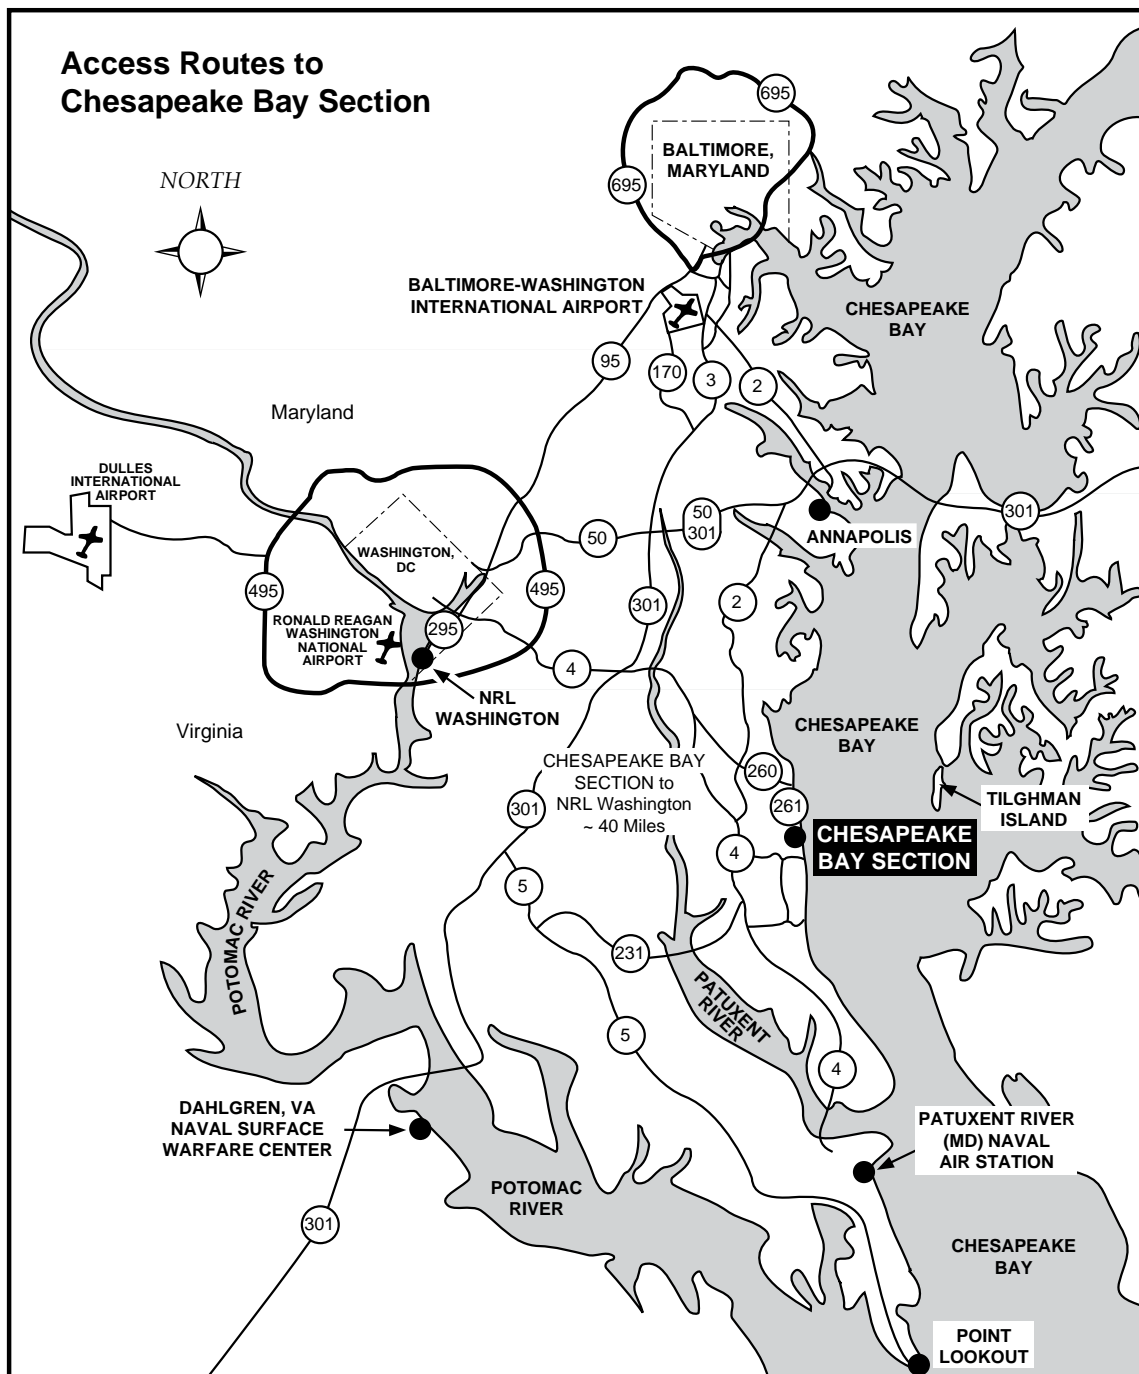 Access Routes to
Chesapeake Bay Section
NORTH
695
BALTIMORE,
MARYLAND
695
BALTIMORE-WASHINGTON
INTERNATIONAL AIRPORT
CHESAPEAKE
BAY
95
170
3
2
Maryland
DULLES
INTERNATIONAL
AIRPORT
50
50
301
301
ANNAPOLIS
WASHINGTON,
DC
495
495
301
2
RONALD REAGAN
WASHINGTON
NATIONAL
AIRPORT
295
4
NRL
WASHINGTON
Virginia
CHESAPEAKE
BAY
CHESAPEAKE BAY
SECTION to
NRL Washington
~ 40 Miles
260
261
301
TILGHMAN
ISLAND
CHESAPEAKE
BAY SECTION
4
5
POTOMAC RIVER
231
PATUXENT
RIVER
5
4
DAHLGREN, VA
NAVAL SURFACE
WARFARE CENTER
PATUXENT RIVER
(MD) NAVAL
AIR STATION
POTOMAC
RIVER
301
CHESAPEAKE
BAY
POINT
LOOKOUT